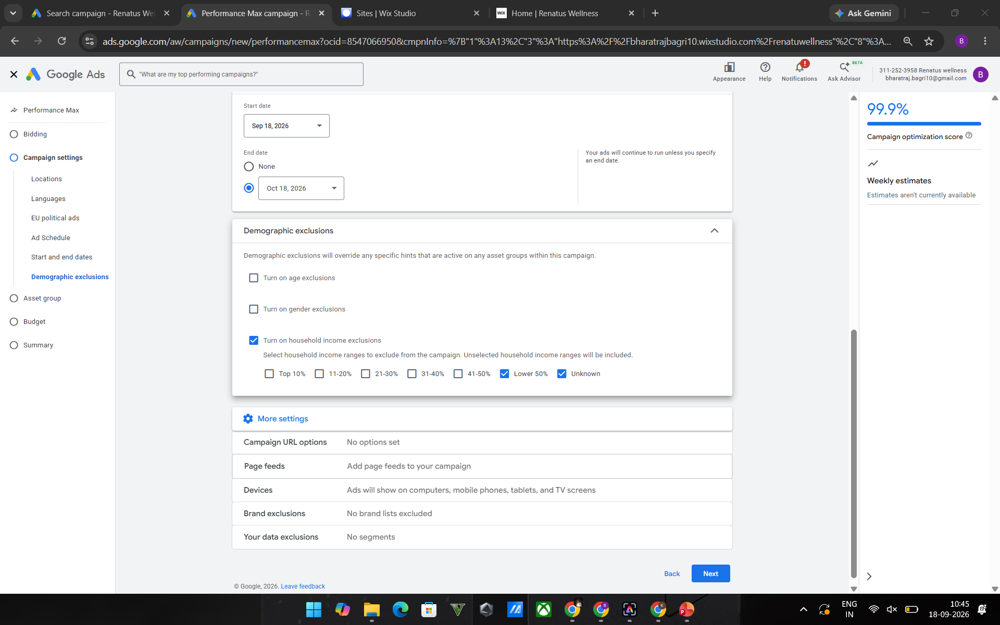 Search campaign - Renatus Wel
Performance Max campaign - R
Sites | Wix Studio
WIX
Home | Renatus Wellness
Ask Gemini
ads.google.com/aw/campaigns/new/performancemax?ocid=8547066950&cmpnInfo=%7B"1"%3A13%2C"3"%3A"https%3A%2F%2Fbharatrajbagri10.wixstudio.com%2Frenatuwellness"%2C"8"%3A...
B
Google Ads
"What are my top performing campaigns?"
Appearance
Help
Notifications
Ask Advisor
BETA
311-252-3958 Renatus wellness
bharatraj.bagri10@gmail.com
B
Performance Max
Bidding
Campaign settings
Locations
Languages
EU political ads
Ad Schedule
Start and end dates
Demographic exclusions
Asset group
Budget
Summary
Start date
Sep 18, 2026
End date
None
Oct 18, 2026
Your ads will continue to run unless you specify
an end date.
Demographic exclusions
Demographic exclusions will override any specific hints that are active on any asset groups within this campaign.
Turn on age exclusions
Turn on gender exclusions
Turn on household income exclusions
Select household income ranges to exclude from the campaign. Unselected household income ranges will be included.
Top 10%
11-20%
21-30%
31-40%
41-50%
Lower 50%
Unknown
More settings
Campaign URL options
No options set
Page feeds
Add page feeds to your campaign
Devices
Ads will show on computers, mobile phones, tablets, and TV screens
Brand exclusions
No brand lists excluded
Your data exclusions
No segments
Back
Next
© Google, 2026. Leave feedback
99.9%
Campaign optimization score
Weekly estimates
Estimates aren't currently available
ENG
IN
10:45
18-09-2026